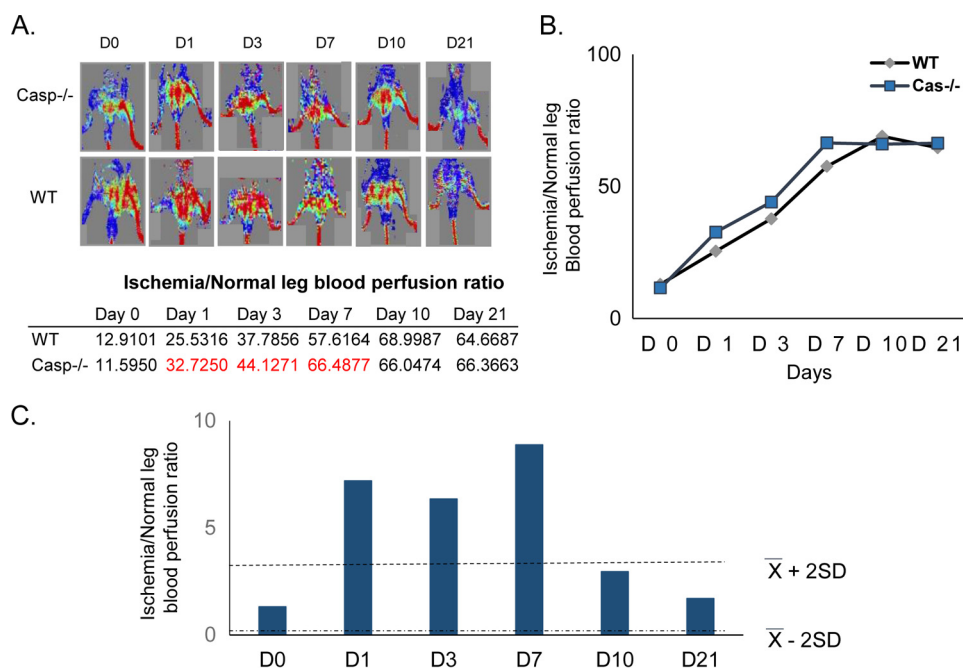 A.
D0 D1 D3 D7 D10 D21
Casp-/-
WT
Ischemia/Normal leg blood perfusion ratio
Day 0 Day 1 Day 3 Day 7 Day 10 Day 21
WT 12.9101 25.5316 37.7856 57.6164 68.9987 64.6687
Casp-/- 11.5950 32.7250 44.1271 66.4877 66.0474 66.3663
B.
Ischemia/Normal leg
Blood perfusion ratio
100
50
0
WT
Cas-/-
D 0 D 1 D 3 D 7 D 10 D 21
Days
C.
Ischemia/Normal leg
blood perfusion ratio
10
5
0
X̅ + 2SD
X̅ - 2SD
D0 D1 D3 D7 D10 D21